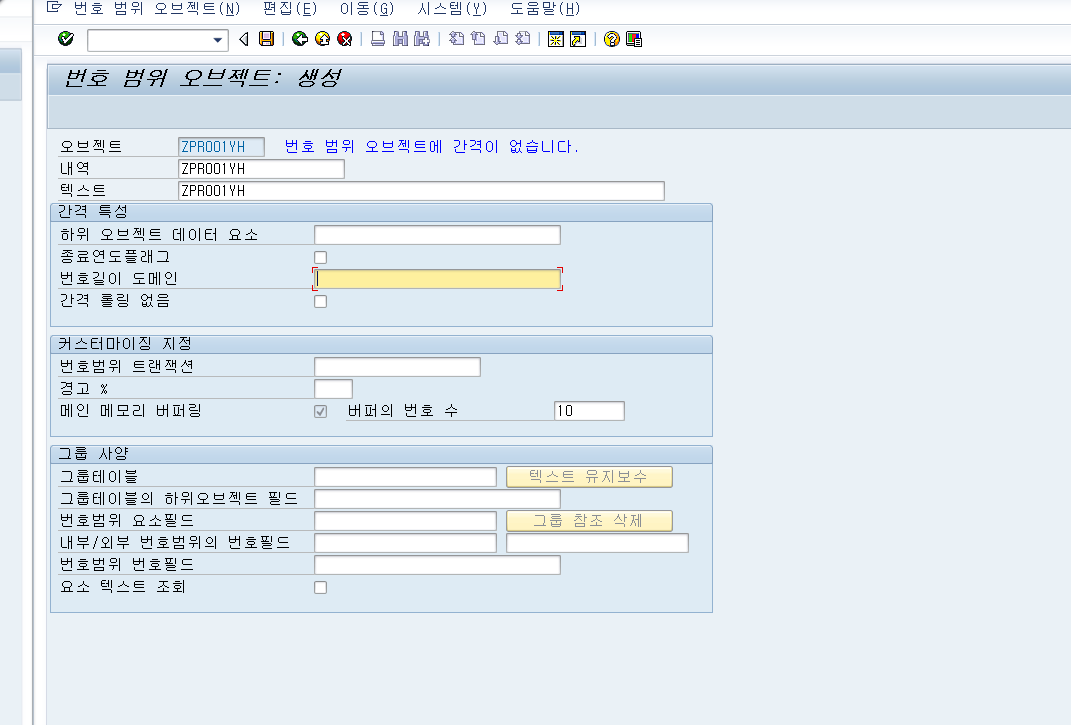 번호 범위 오브젝트(N) 편집(E) 이동(G) 시스템(Y) 도움말(H)
번호 범위 오브젝트: 생성
오브젝트 ZPR001YH 번호 범위 오브젝트에 간격이 없습니다.
내역 ZPR001YH
텍스트 ZPR001YH
간격 특성
하위 오브젝트 데이터 요소
종료연도플래그
번호길이 도메인
간격 롤링 없음
커스터마이징 지정
번호범위 트랜잭션
경고 %
메인 메모리 버퍼링 버퍼의 번호 수 10
그룹 사양
그룹테이블 텍스트 유지보수
그룹테이블의 하위오브젝트 필드
번호범위 요소필드 그룹 참조 삭제
내부/외부 번호범위의 번호필드
번호범위 번호필드
요소 텍스트 조회